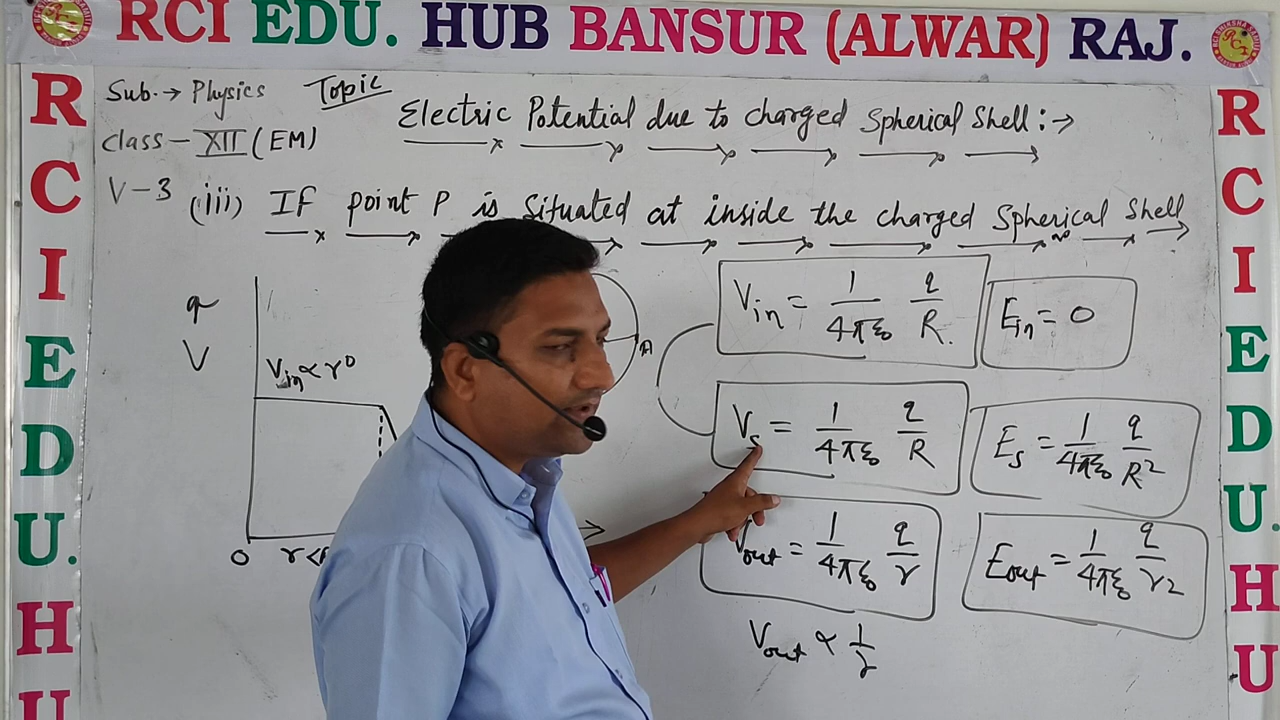 RCI EDU. HUB BANSUR (ALWAR) RAJ.
R
C
I
E
D
U.
H
U
Sub.→ Physics
Topic
Class - XII (EM)
Electric Potential due to charged Spherical Shell:→
V-3
(iii) If point P is Situated at inside the charged Spherical Shell
V
V_in ∝ r⁰
O
V_in = 1/4πε₀ q/R.
E_in = 0
V_s = 1/4πε₀ q/R
E_s = 1/4πε₀ q/R²
V_out = 1/4πε₀ q/r
E_out = 1/4πε₀ q/r2
V_out ∝ 1/r
R
C
I
E
D
U.
H
U